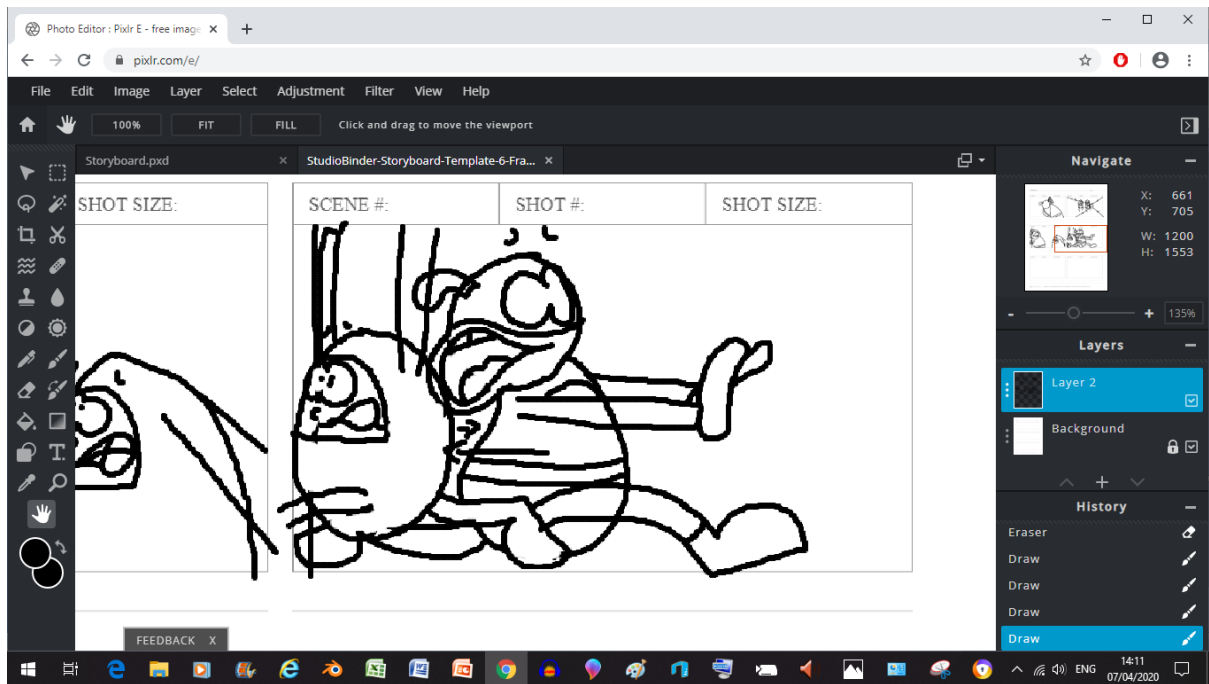 Photo Editor : Pixlr E - free image
pixlr.com/e/
File Edit Image Layer Select Adjustment Filter View Help
100% FIT FILL Click and drag to move the viewport
Storyboard.pxd StudioBinder-Storyboard-Template-6-Fra...
Navigate
X: 661
Y: 705
W: 1200
H: 1553
135%
SHOT SIZE: SCENE #: SHOT #: SHOT SIZE:
Layers
Layer 2
Background
History
Eraser
Draw
Draw
Draw
Draw
FEEDBACK X
ENG
14:11
07/04/2020